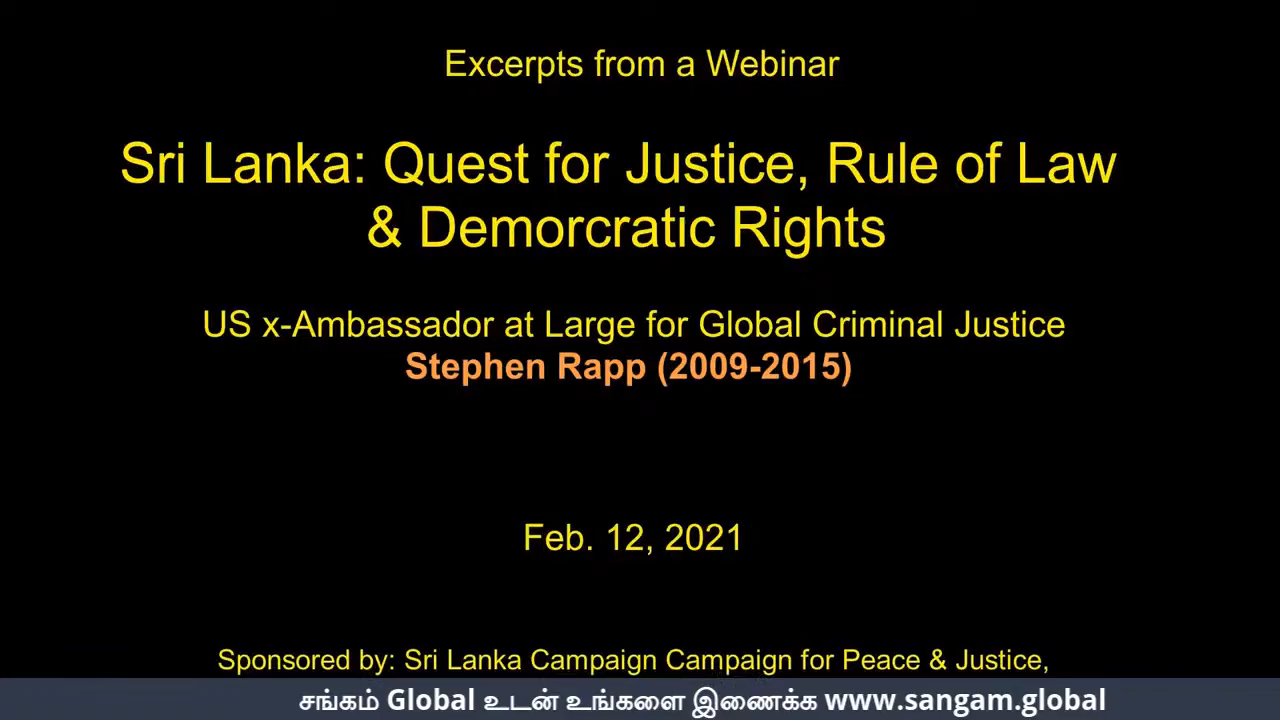 Excerpts from a Webinar
Sri Lanka: Quest for Justice, Rule of Law
& Demorcratic Rights
US x-Ambassador at Large for Global Criminal Justice
Stephen Rapp (2009-2015)
Feb. 12, 2021
Sponsored by: Sri Lanka Campaign Campaign for Peace & Justice,
சங்கம் Global உடன் உங்களை இணைக்க www.sangam.global